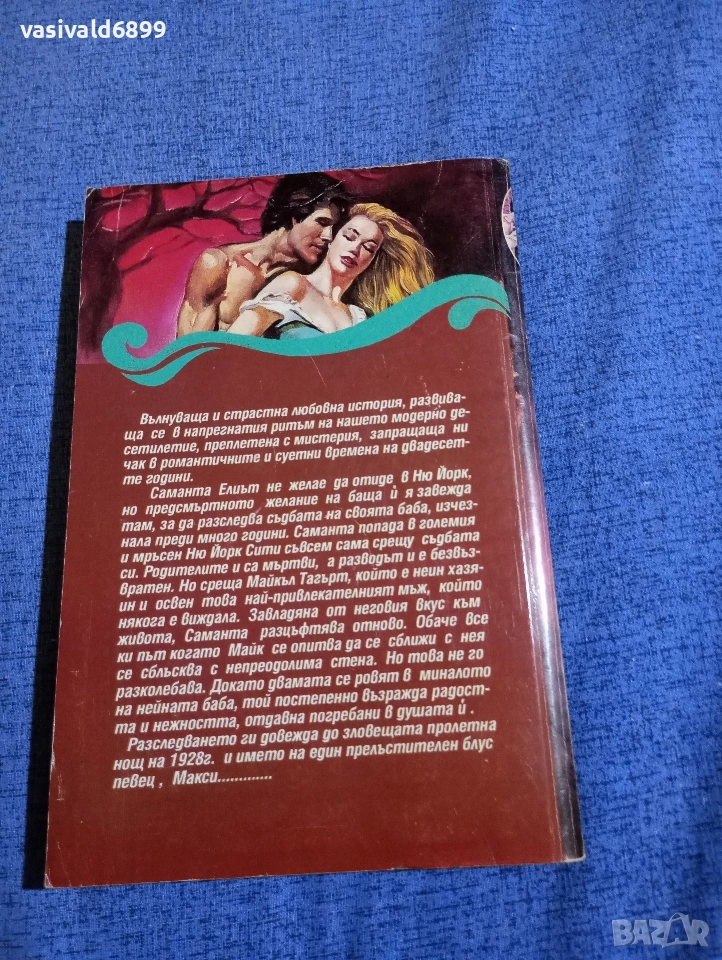 vasivald6899
Вълнуваща и страстна любовна история, развива-
ща се в напрегнатия ритъм на нашето модерно де-
сетилетие, преплетена с мистерия, запращаща ни
чак в романтичните и суетни времена на двадесет-
те години.
Саманта Елиът не желае да отиде в Ню Йорк,
но предсмъртното желание на баща ѝ я завежда
там, за да разследва съдбата на своята баба, изчез-
нала преди много години. Саманта попада в големия
и мръсен Ню Йорк Сити съвсем сама срещу съдбата
си. Родителите и са мъртви, а разводът и е безвъз-
вратен. Но среща Майкъл Тагърт, който е неин хазя-
ин и освен това най-привлекателният мъж, който
някога е виждала. Завладяна от неговия вкус към
живота, Саманта разцъфтява отново. Обаче все
ки път когато Майк се опитва да се сближи с нея
се сблъсква с непреодолима стена. Но това не го
разколебава. Докато двамата се ровят в миналото
на нейната баба, той постепенно възражда радост-
та и нежността, отдавна погребани в душата ѝ .
Разследването ги довежда до зловещата пролетна
нощ на 1928г. и името на един прелъстителен блус
певец , Макси.............
BAZAR